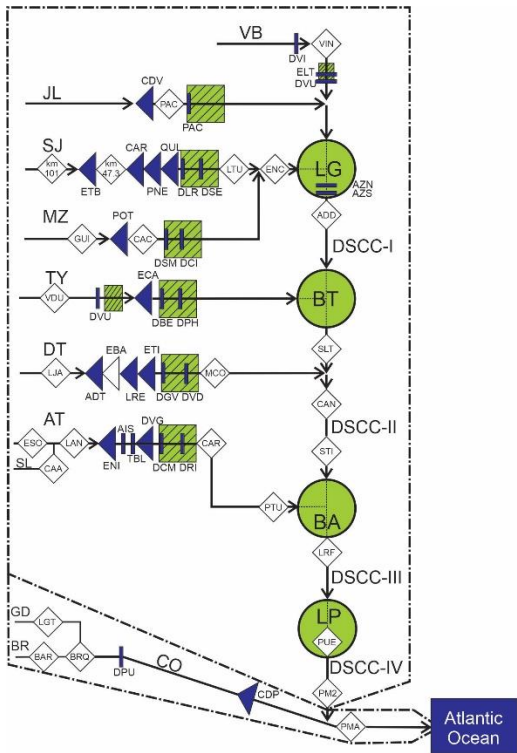 VB
DVI
VIN
ELT
DVU
JL
CDV
PAC
PAC
SJ
km 101
ETB
km 47.3
CAR
PNE
QUI
DLR DSE
LTU
ENC
LG
AZN
AZS
MZ
GUI
POT
CAC
DSM DCI
ADD
DSCC-I
TY
VDU
DVU
ECA
DBE DPH
BT
DT
LJA
ADT
EBA
LRE
ETI
DGV DVD
MCO
SLT
CAN
DSCC-II
STI
AT
ESO
LAN
SL
CAA
ENI
AIS
TBL
DVG
DCM DRI
CAR
PTU
BA
LRF
DSCC-III
LP
PUE
DSCC-IV
PM2
GD
LGT
BR
BAR
BRQ
DPU
CO
CDP
PMA
Atlantic
Ocean